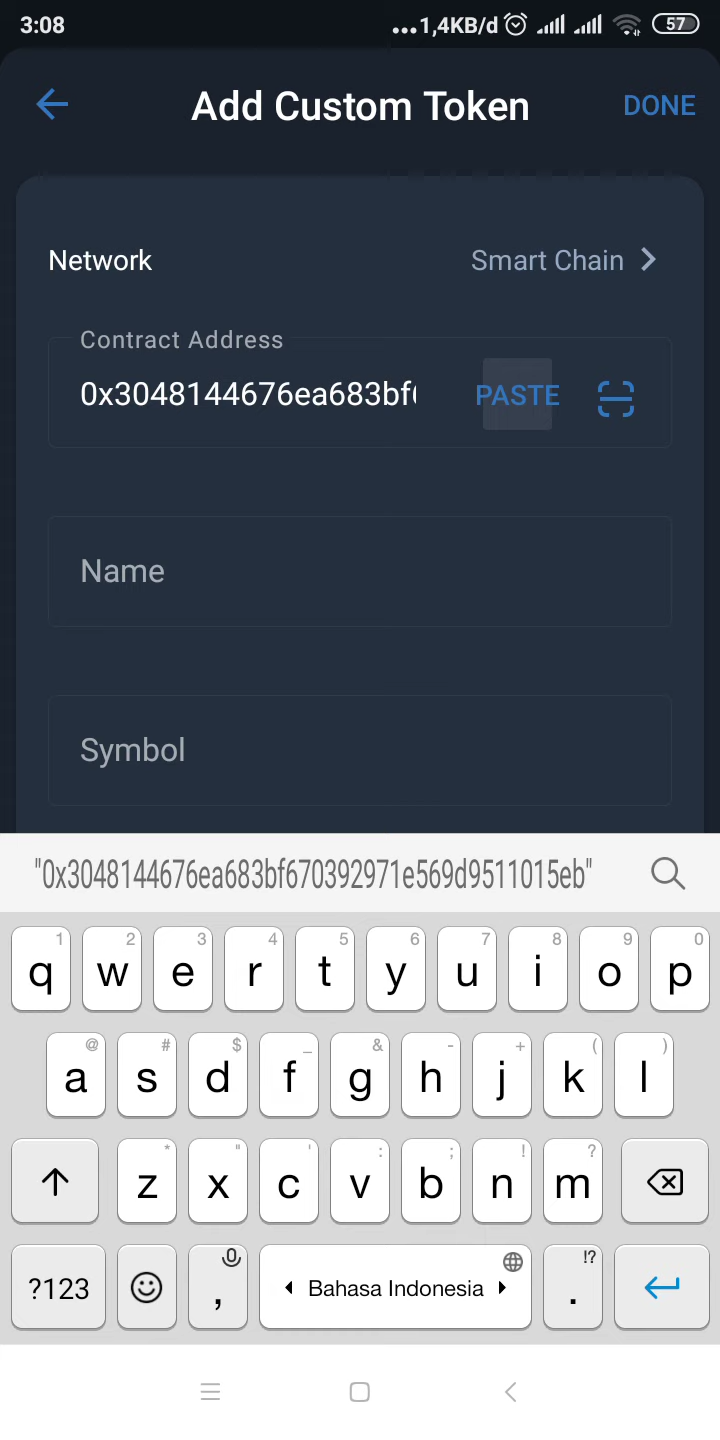 3:08 ...1,4KB/d 57
Add Custom Token DONE
Network Smart Chain
Contract Address
0x3048144676ea683bf PASTE
Name
Symbol
"0x3048144676ea683bf670392971e569d9511015eb"
1 2 3 4 5 6 7 8 9 0
q w e r t y u i o p
@ # $ _ & - + ( )
a s d f g h j k l
* " ' : ; ! ?
z x c v b n m
?123 , Bahasa Indonesia . !?